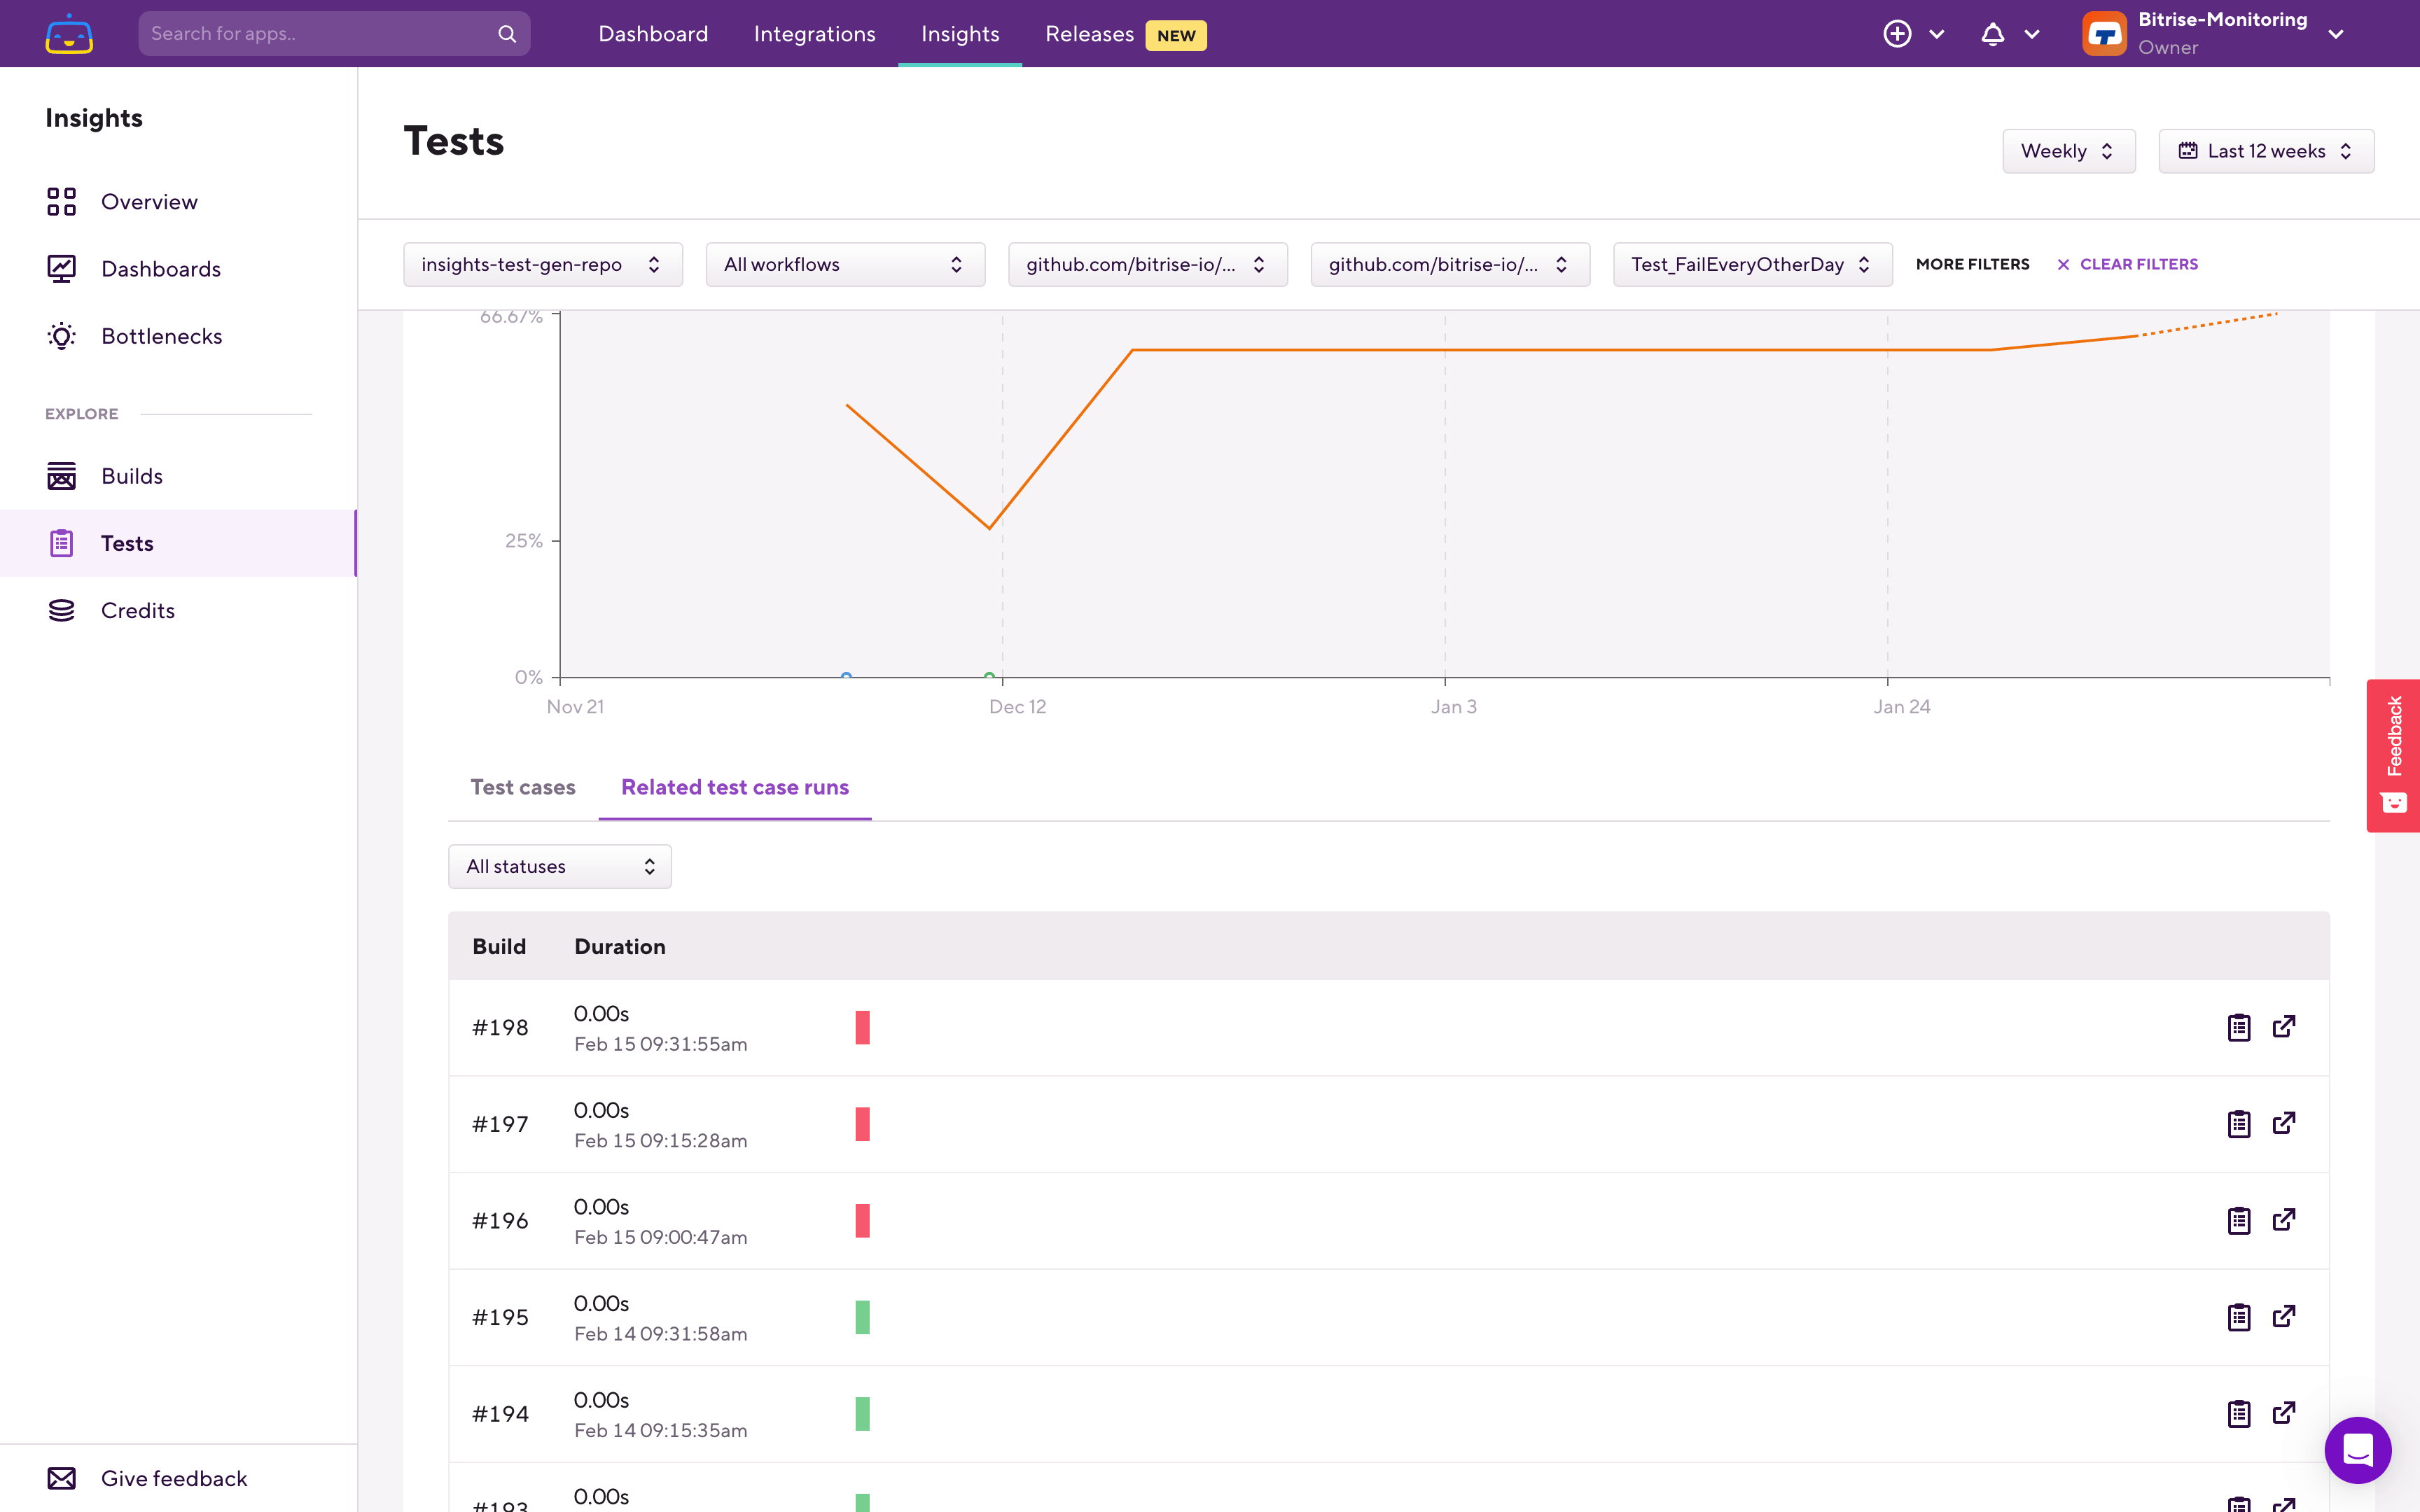 Search for apps..
Dashboard
Integrations
Insights
Releases
NEW
Bitrise-Monitoring
Owner
Insights
Overview
Dashboards
Bottlenecks
EXPLORE
Builds
Tests
Credits
Give feedback
Tests
Weekly
Last 12 weeks
insights-test-gen-repo
All workflows
github.com/bitrise-io/...
github.com/bitrise-io/...
Test_FailEveryOtherDay
MORE FILTERS
CLEAR FILTERS
66.67%
25%
0%
Nov 21
Dec 12
Jan 3
Jan 24
Feedback
Test cases
Related test case runs
All statuses
Build
Duration
#198
0.00s
Feb 15 09:31:55am
#197
0.00s
Feb 15 09:15:28am
#196
0.00s
Feb 15 09:00:47am
#195
0.00s
Feb 14 09:31:58am
#194
0.00s
Feb 14 09:15:35am
#193
0.00s